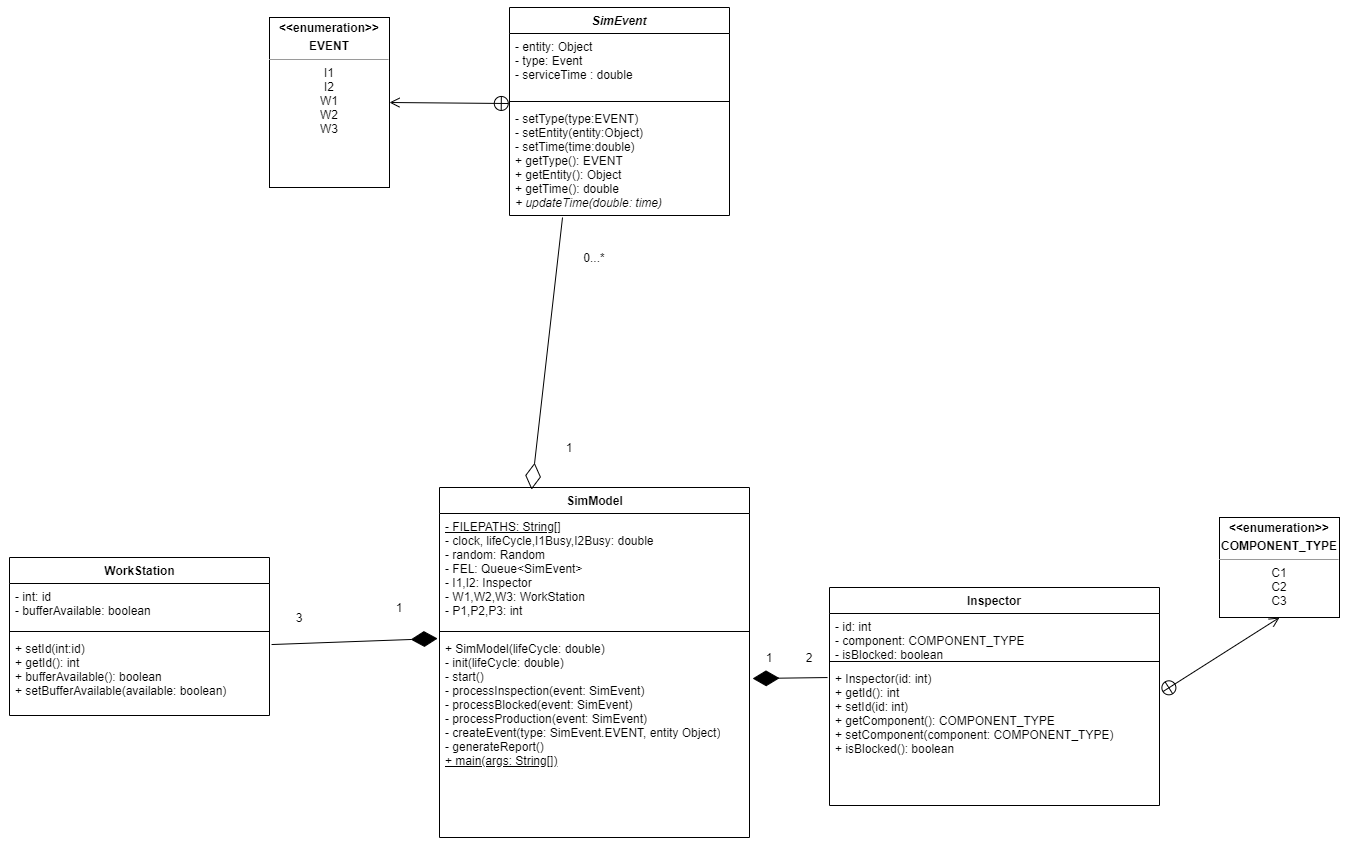 <<enumeration>>
EVENT
I1
I2
W1
W2
W3
SimEvent
- entity: Object
- type: Event
- serviceTime : double
- setType(type:EVENT)
- setEntity(entity:Object)
- setTime(time:double)
+ getType(): EVENT
+ getEntity(): Object
+ getTime(): double
+ updateTime(double: time)
0...*
1
SimModel
- FILEPATHS: String[]
- clock, lifeCycle,I1Busy,I2Busy: double
- random: Random
- FEL: Queue<SimEvent>
- I1,I2: Inspector
- W1,W2,W3: WorkStation
- P1,P2,P3: int
+ SimModel(lifeCycle: double)
- init(lifeCycle: double)
- start()
- processInspection(event: SimEvent)
- processBlocked(event: SimEvent)
- processProduction(event: SimEvent)
- createEvent(type: SimEvent.EVENT, entity Object)
- generateReport()
+ main(args: String[])
WorkStation
- int: id
- bufferAvailable: boolean
+ setId(int:id)
+ getId(): int
+ bufferAvailable(): boolean
+ setBufferAvailable(available: boolean)
3
1
1
2
Inspector
- id: int
- component: COMPONENT_TYPE
- isBlocked: boolean
+ Inspector(id: int)
+ getId(): int
+ setId(id: int)
+ getComponent(): COMPONENT_TYPE
+ setComponent(component: COMPONENT_TYPE)
+ isBlocked(): boolean
<<enumeration>>
COMPONENT_TYPE
C1
C2
C3